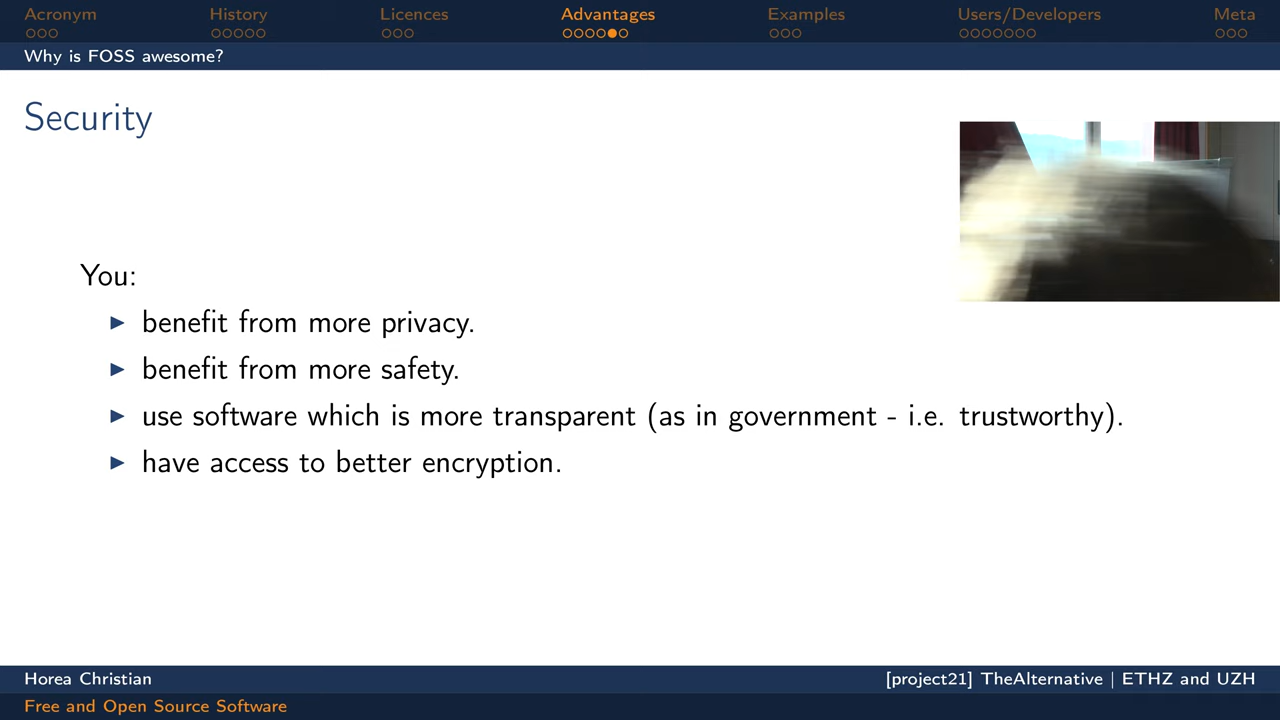 Acronym History Licences Advantages Examples Users/Developers Meta
Why is FOSS awesome?
Security
You:
benefit from more privacy.
benefit from more safety.
use software which is more transparent (as in government - i.e. trustworthy).
have access to better encryption.
Horea Christian [project21] TheAlternative | ETHZ and UZH
Free and Open Source Software